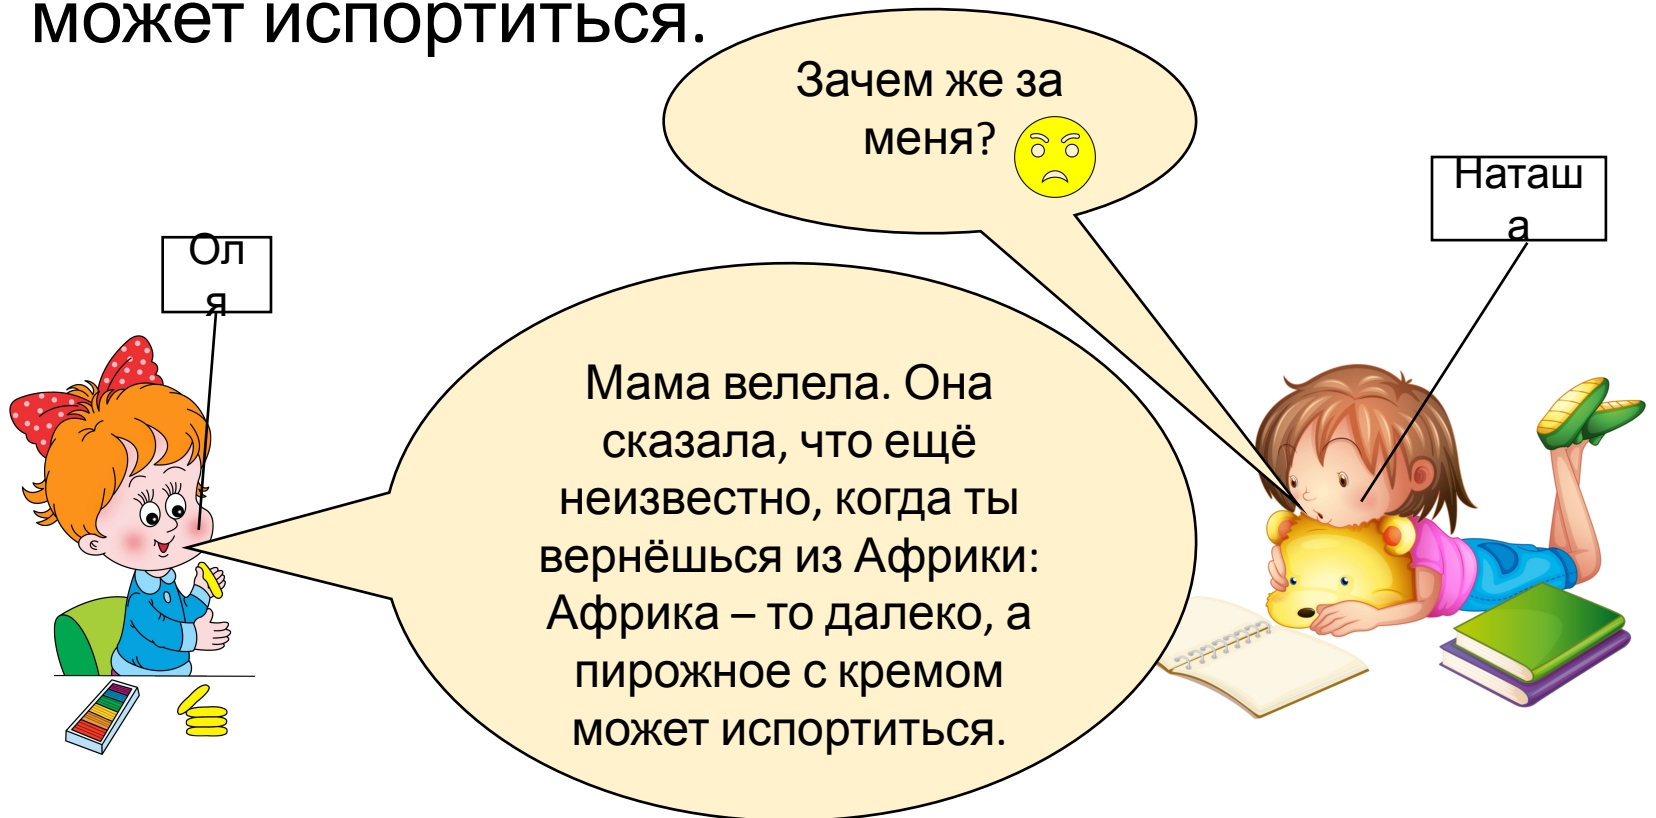 может испортиться.
Зачем же за
меня?
Наташ
а
Ол
я
Мама велела. Она
сказала, что ещё
неизвестно, когда ты
вернёшься из Африки:
Африка – то далеко, а
пирожное с кремом
может испортиться.